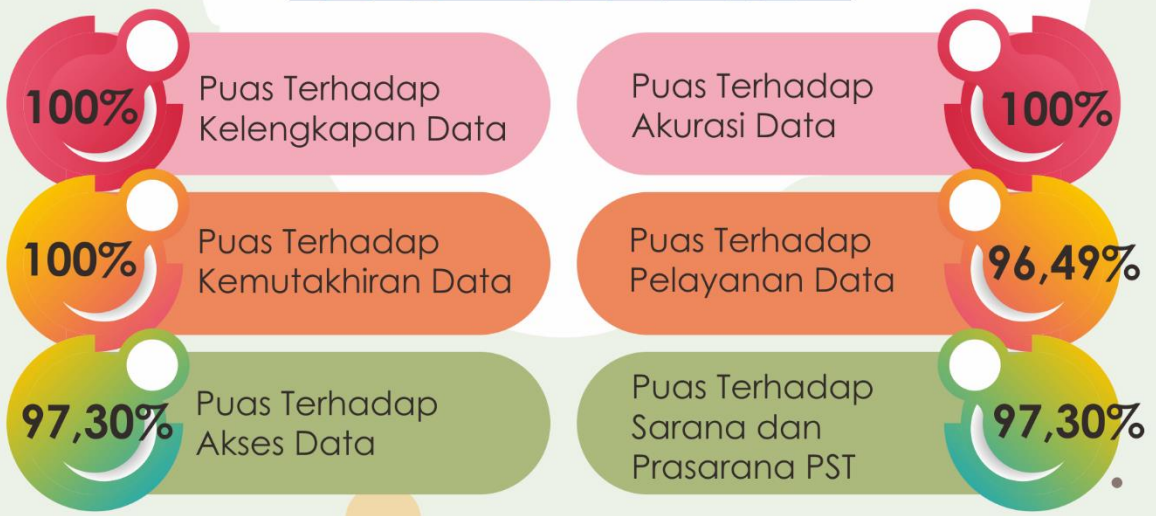 100%
Puas Terhadap
Kelengkapan Data
Puas Terhadap
Akurasi Data
100%
100%
Puas Terhadap
Kemutakhiran Data
Puas Terhadap
Pelayanan Data
96,49%
97,30%
Puas Terhadap
Akses Data
Puas Terhadap
Sarana dan
Prasarana PST
97,30%